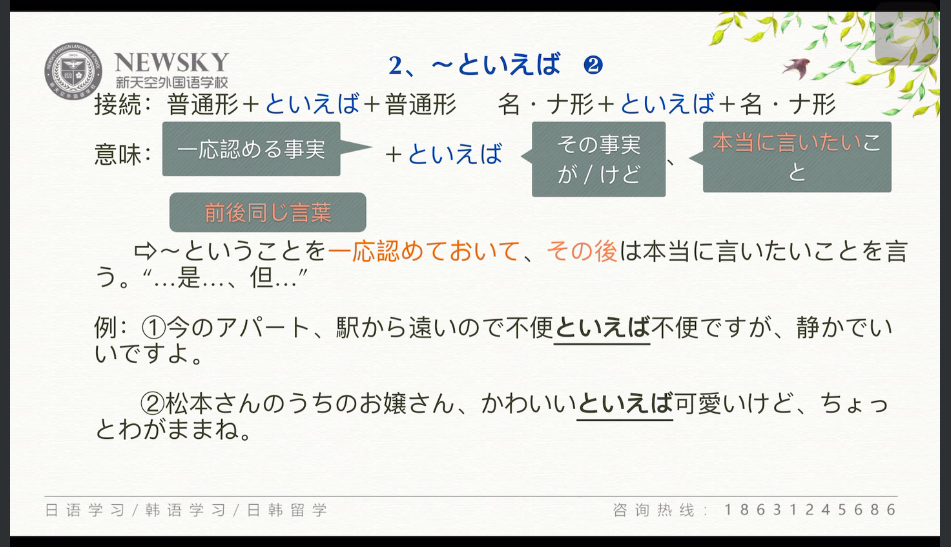 NEWSKY
新天空外国语学校
2、～といえば ❷
接続：普通形＋といえば＋普通形　名・ナ形＋といえば＋名・ナ形
意味：一応認める事実＋といえば その事実が / けど、本当に言いたいこと
前後同じ言葉
⇨～ということを一応認めておいて、その後は本当に言いたいことを言
う。“…是…、但…”
例：①今のアパート、駅から遠いので不便といえば不便ですが、静かでい
いですよ。
②松本さんのうちのお嬢さん、かわいいといえば可愛いけど、ちょっ
とわがままね。
日语学习/韩语学习/日韩留学
咨询热线：18631245686